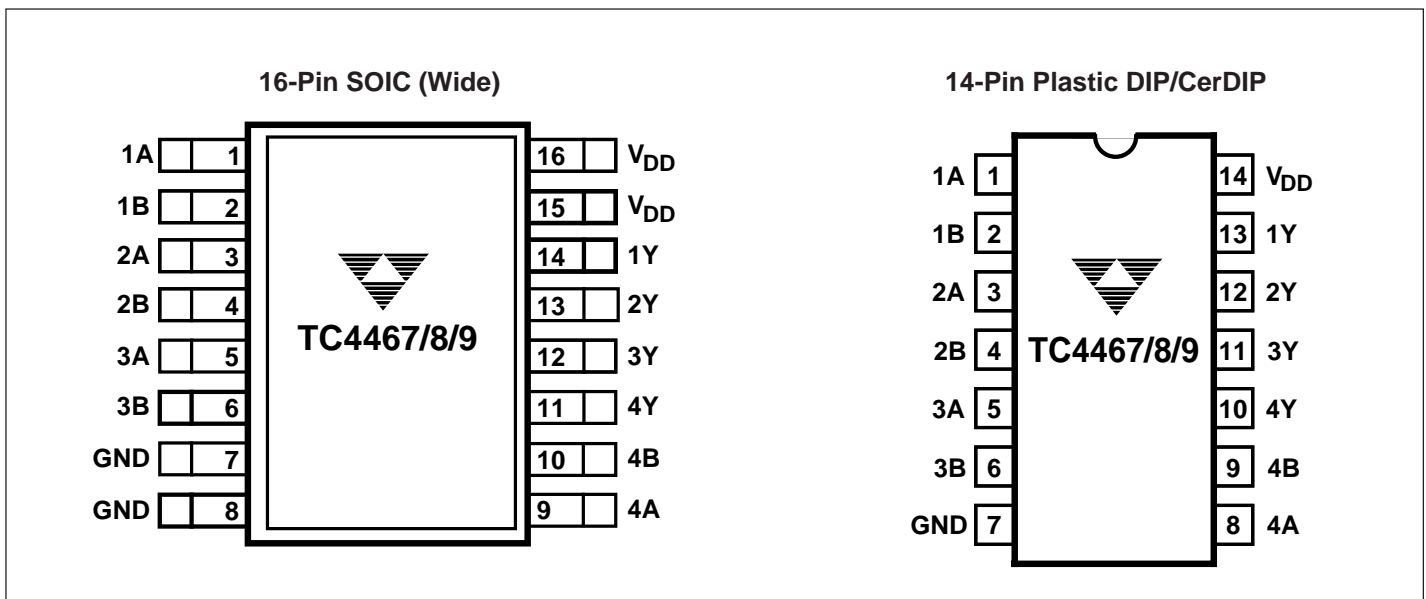 16-Pin SOIC (Wide)
1A 1 16 VDD
1B 2 15 VDD
2A 3 14 1Y
2B 4 13 2Y
TC4467/8/9
3A 5 12 3Y
3B 6 11 4Y
GND 7 10 4B
GND 8 9 4A
14-Pin Plastic DIP/CerDIP
1A 1 14 VDD
1B 2 13 1Y
2A 3 12 2Y
2B 4 TC4467/8/9 11 3Y
3A 5 10 4Y
3B 6 9 4B
GND 7 8 4A